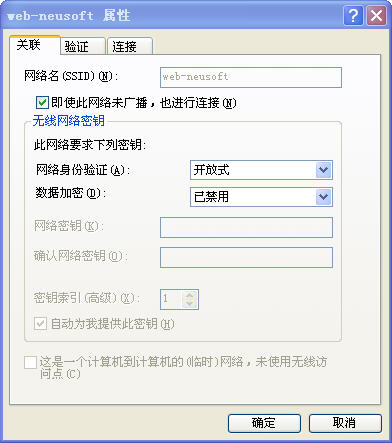 web-neusoft 属性
关联
验证
连接
网络名(SSID)(N):
web-neusoft
即使此网络未广播，也进行连接(N)
无线网络密钥
此网络要求下列密钥:
网络身份验证(A):
开放式
数据加密(D):
已禁用
网络密钥(K):
确认网络密钥(O):
密钥索引(高级)(X):
1
自动为我提供此密钥(H)
这是一个计算机到计算机的(临时)网络，未使用无线访
问点(C)
确定
取消